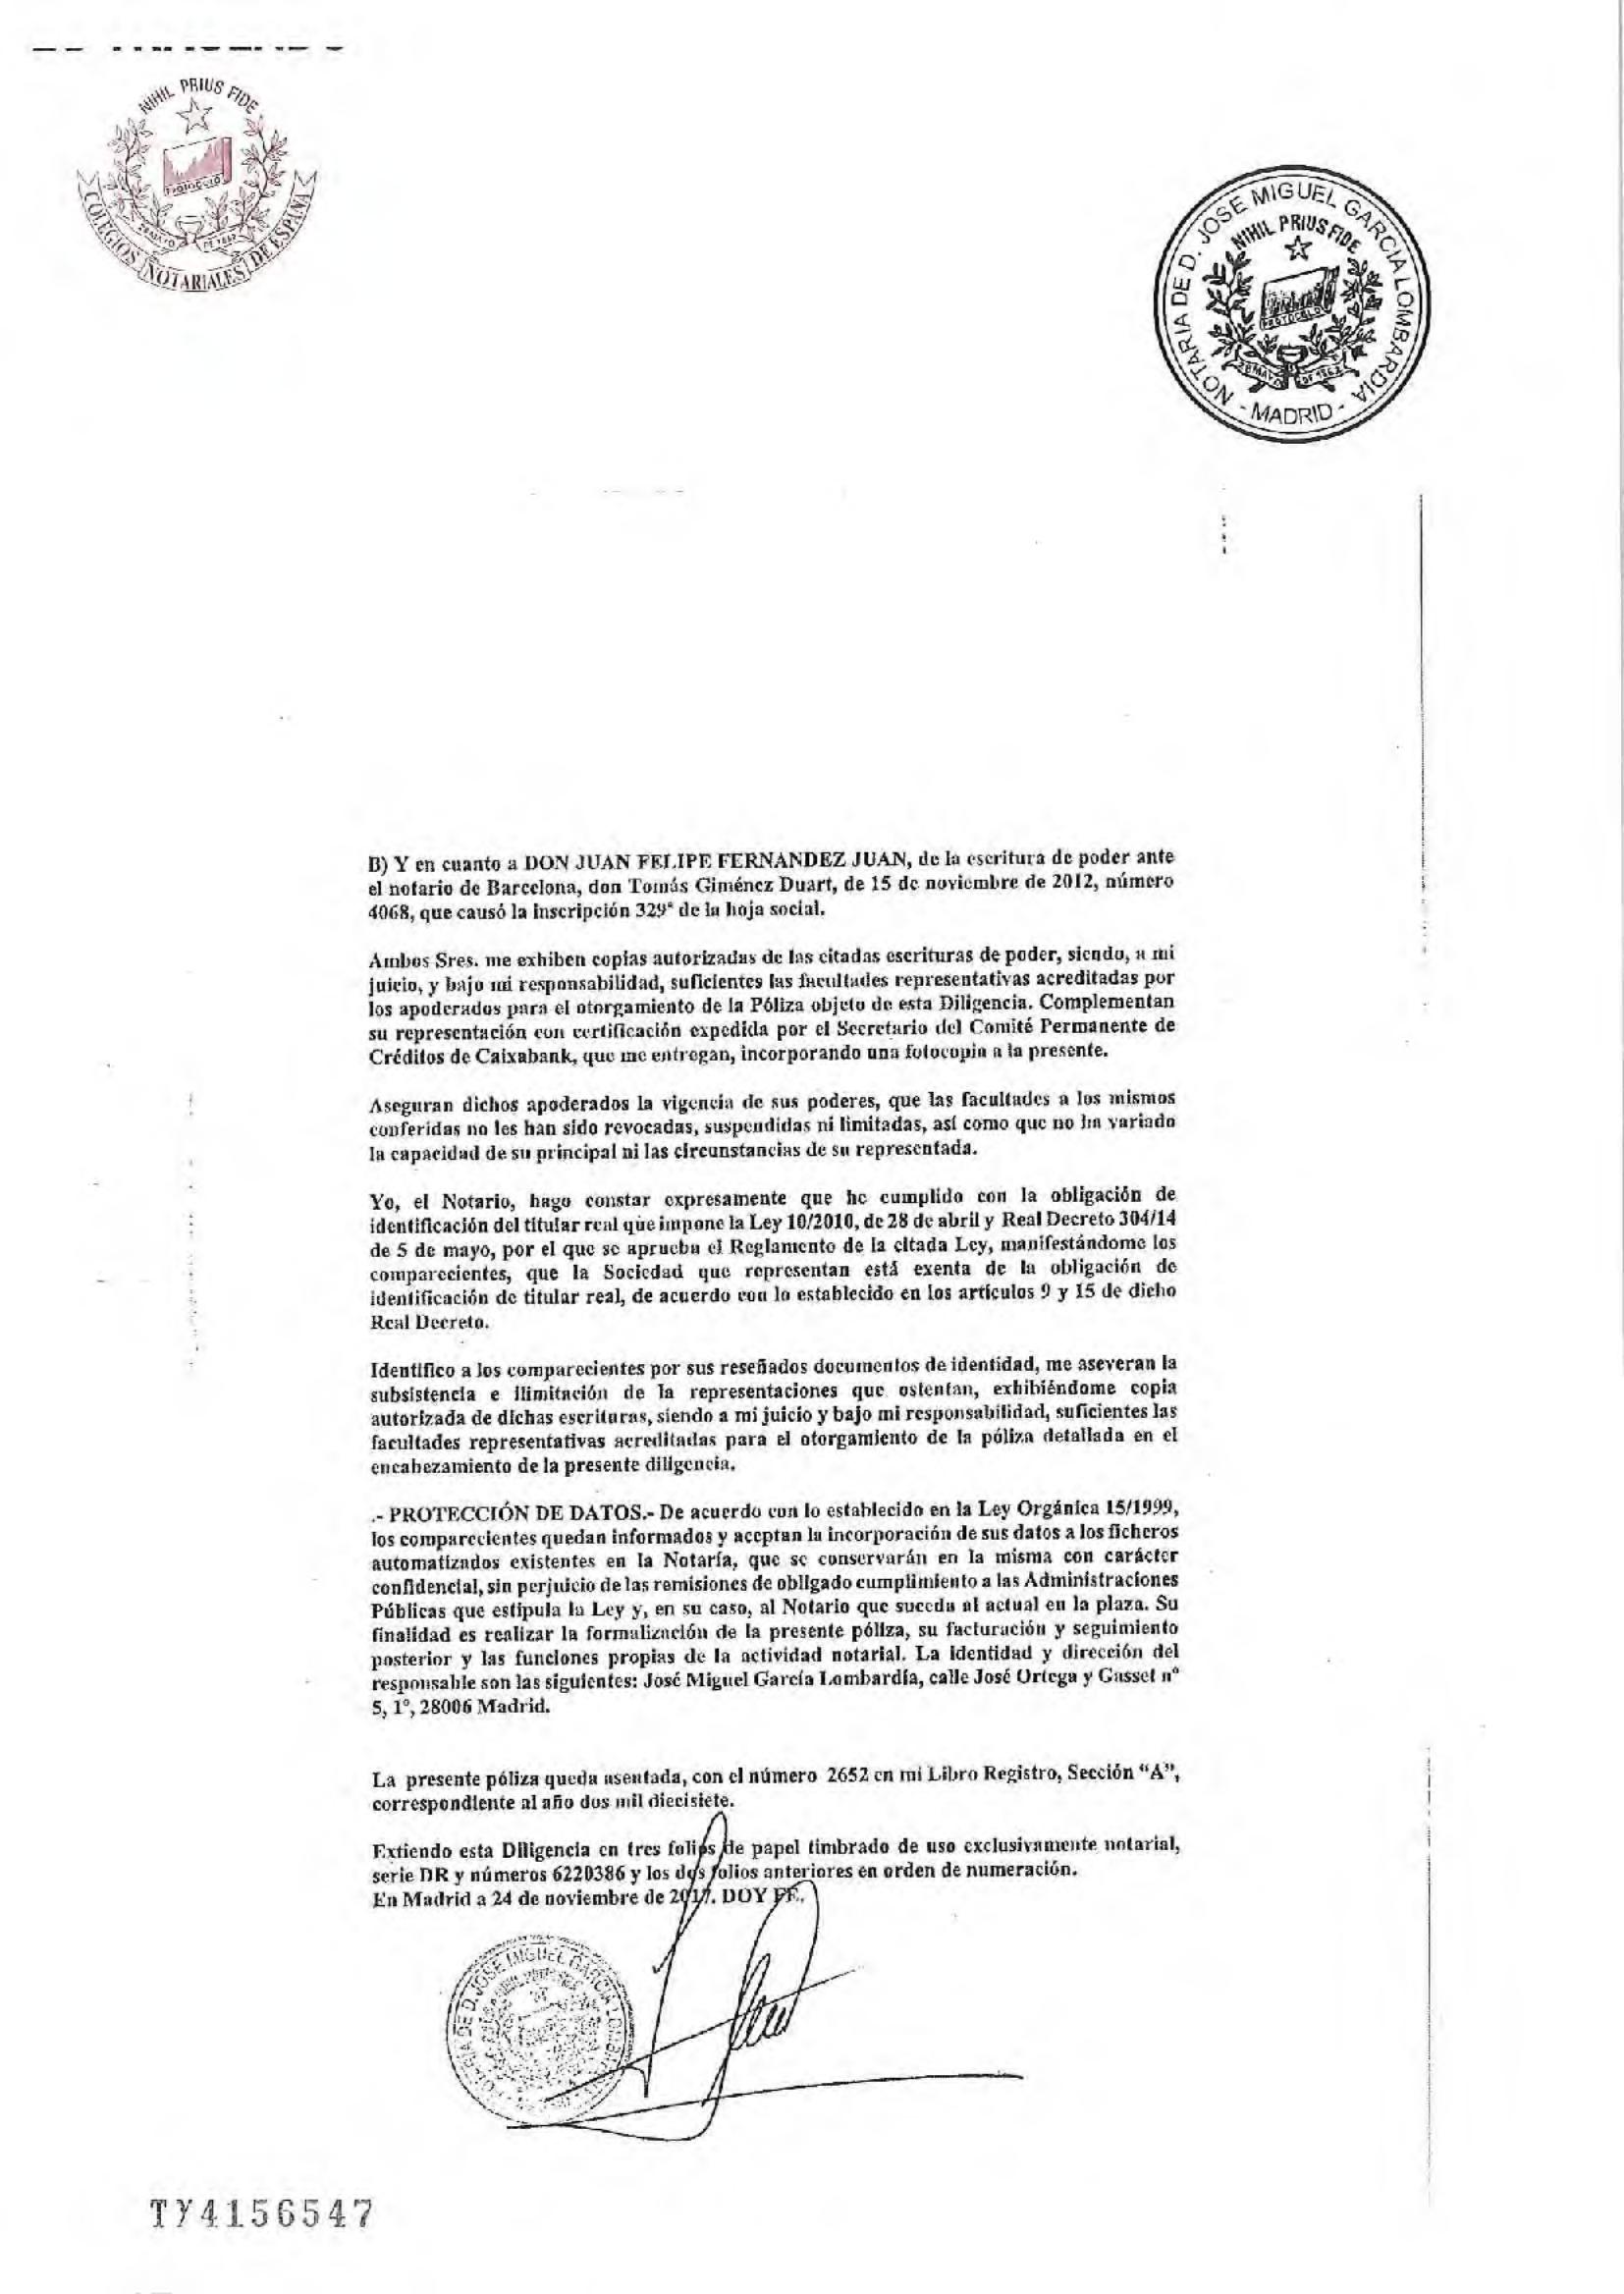 NIHIL PRIUS FIDE
PROTOCOLO
COLEGIOS NOTARIALES DE ESPAÑA
NOTARIA DE D. JOSE MIGUEL GARCIA LOMBARDIA
NIHIL PRIUS FIDE
PROTOCOLO
28 MAYO DE 1862
- MADRID -
B) Y en cuanto a DON JUAN FELIPE FERNANDEZ JUAN, de la escritura de poder ante
el notario de Barcelona, don Tomás Giménez Duart, de 15 de noviembre de 2012, número
4068, que causó la inscripción 329ª de la hoja social.
Ambos Sres. me exhiben copias autorizadas de las citadas escrituras de poder, siendo, a mi
juicio, y bajo mi responsabilidad, suficientes las facultades representativas acreditadas por
los apoderados para el otorgamiento de la Póliza objeto de esta Diligencia. Complementan
su representación con certificación expedida por el Secretario del Comité Permanente de
Créditos de Caixabank, que me entregan, incorporando una fotocopia a la presente.
Aseguran dichos apoderados la vigencia de sus poderes, que las facultades a los mismos
conferidas no les han sido revocadas, suspendidas ni limitadas, así como que no ha variado
la capacidad de su principal ni las circunstancias de su representada.
Yo, el Notario, hago constar expresamente que he cumplido con la obligación de
identificación del titular real que impone la Ley 10/2010, de 28 de abril y Real Decreto 304/14
de 5 de mayo, por el que se aprueba el Reglamento de la citada Ley, manifestándome los
comparecientes, que la Sociedad que representan está exenta de la obligación de
identificación de titular real, de acuerdo con lo establecido en los artículos 9 y 15 de dicho
Real Decreto.
Identifico a los comparecientes por sus reseñados documentos de identidad, me aseveran la
subsistencia e ilimitación de la representaciones que ostentan, exhibiéndome copia
autorizada de dichas escrituras, siendo a mi juicio y bajo mi responsabilidad, suficientes las
facultades representativas acreditadas para el otorgamiento de la póliza detallada en el
encabezamiento de la presente diligencia.
.- PROTECCIÓN DE DATOS.- De acuerdo con lo establecido en la Ley Orgánica 15/1999,
los comparecientes quedan informados y aceptan la incorporación de sus datos a los ficheros
automatizados existentes en la Notaría, que se conservarán en la misma con carácter
confidencial, sin perjuicio de las remisiones de obligado cumplimiento a las Administraciones
Públicas que estipula la Ley y, en su caso, al Notario que suceda al actual en la plaza. Su
finalidad es realizar la formalización de la presente póliza, su facturación y seguimiento
posterior y las funciones propias de la actividad notarial. La identidad y dirección del
responsable son las siguientes: José Miguel García Lombardía, calle José Ortega y Gasset nº
5, 1º, 28006 Madrid.
La presente póliza queda asentada, con el número 2652 en mi Libro Registro, Sección “A”,
correspondiente al año dos mil diecisiete.
Extiendo esta Diligencia en tres folios de papel timbrado de uso exclusivamente notarial,
serie DR y números 6220386 y los dos folios anteriores en orden de numeración.
En Madrid a 24 de noviembre de 2017. DOY FE.
TY4156547